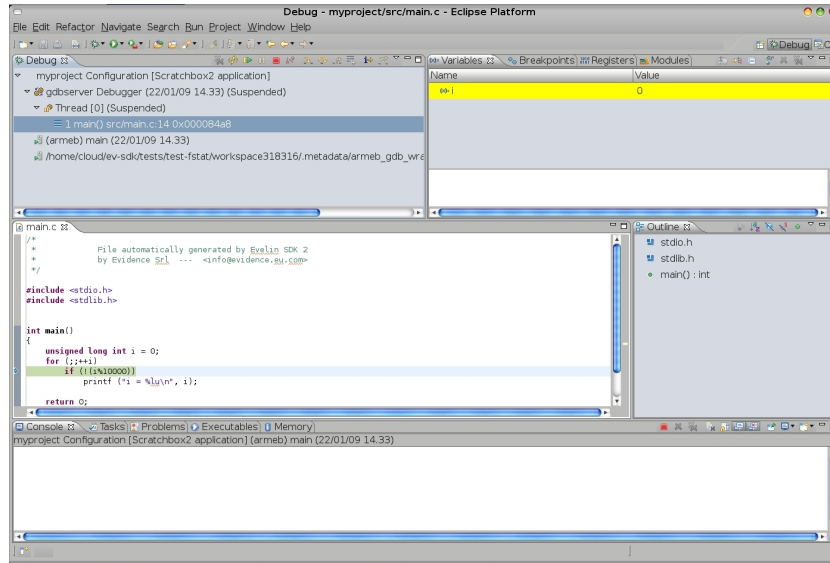 Debug - myproject/src/main.c - Eclipse Platform
File Edit Refactor Navigate Search Run Project Window Help
Debug
Debug
myproject Configuration [Scratchbox2 application]
gdbserver Debugger (22/01/09 14.33) (Suspended)
Thread [0] (Suspended)
1 main() src/main.c:14 0x000084a8
(armeb) main (22/01/09 14.33)
/home/cloud/ev-sdk/tests/test-fstat/workspace318316/.metadata/armeb_gdb_wra
Variables Breakpoints Registers Modules
Name Value
i 0
main.c
/*
* File automatically generated by Evelin SDK 2
* by Evidence Srl --- <info@evidence.eu.com>
*/
#include <stdio.h>
#include <stdlib.h>
int main()
{
unsigned long int i = 0;
for (;;++i)
if (!(i%10000))
printf ("i = %lu\n", i);
return 0;
Outline
stdio.h
stdlib.h
main() : int
Console Tasks Problems Executables Memory
myproject Configuration [Scratchbox2 application] (armeb) main (22/01/09 14.33)